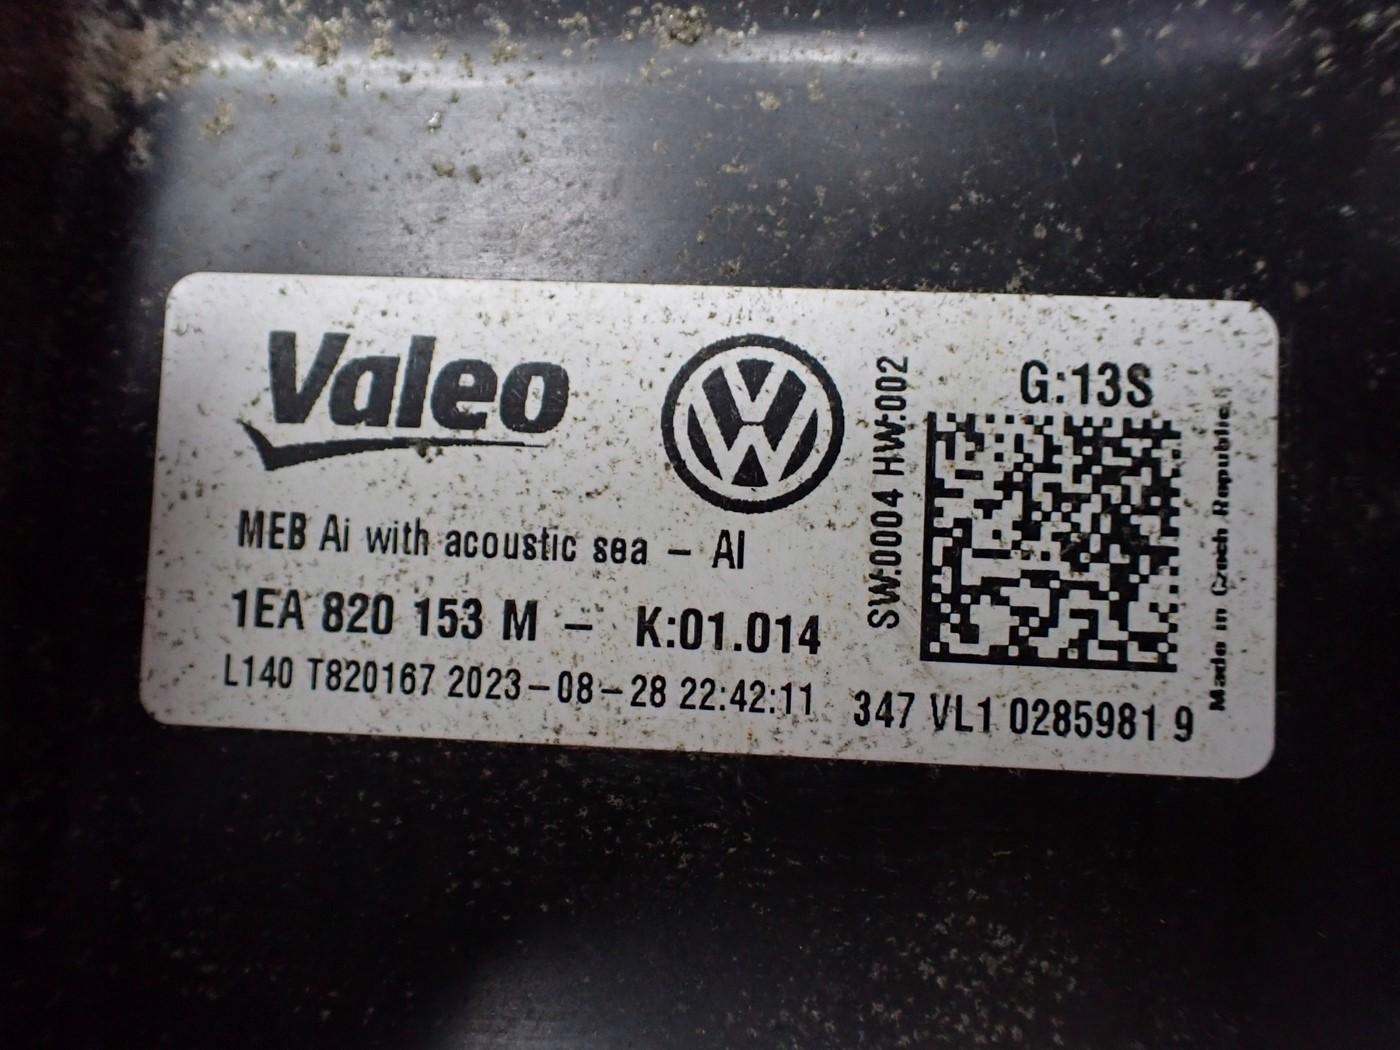 Valeo
MEB Ai with acoustic sea - AI
1EA 820 153 M - K:01.014
L140 T820167 2023-08-28 22:42:11
347 VL1 0285981 9
SW:0004 HW:002
G:13S
Made in Czech Republic